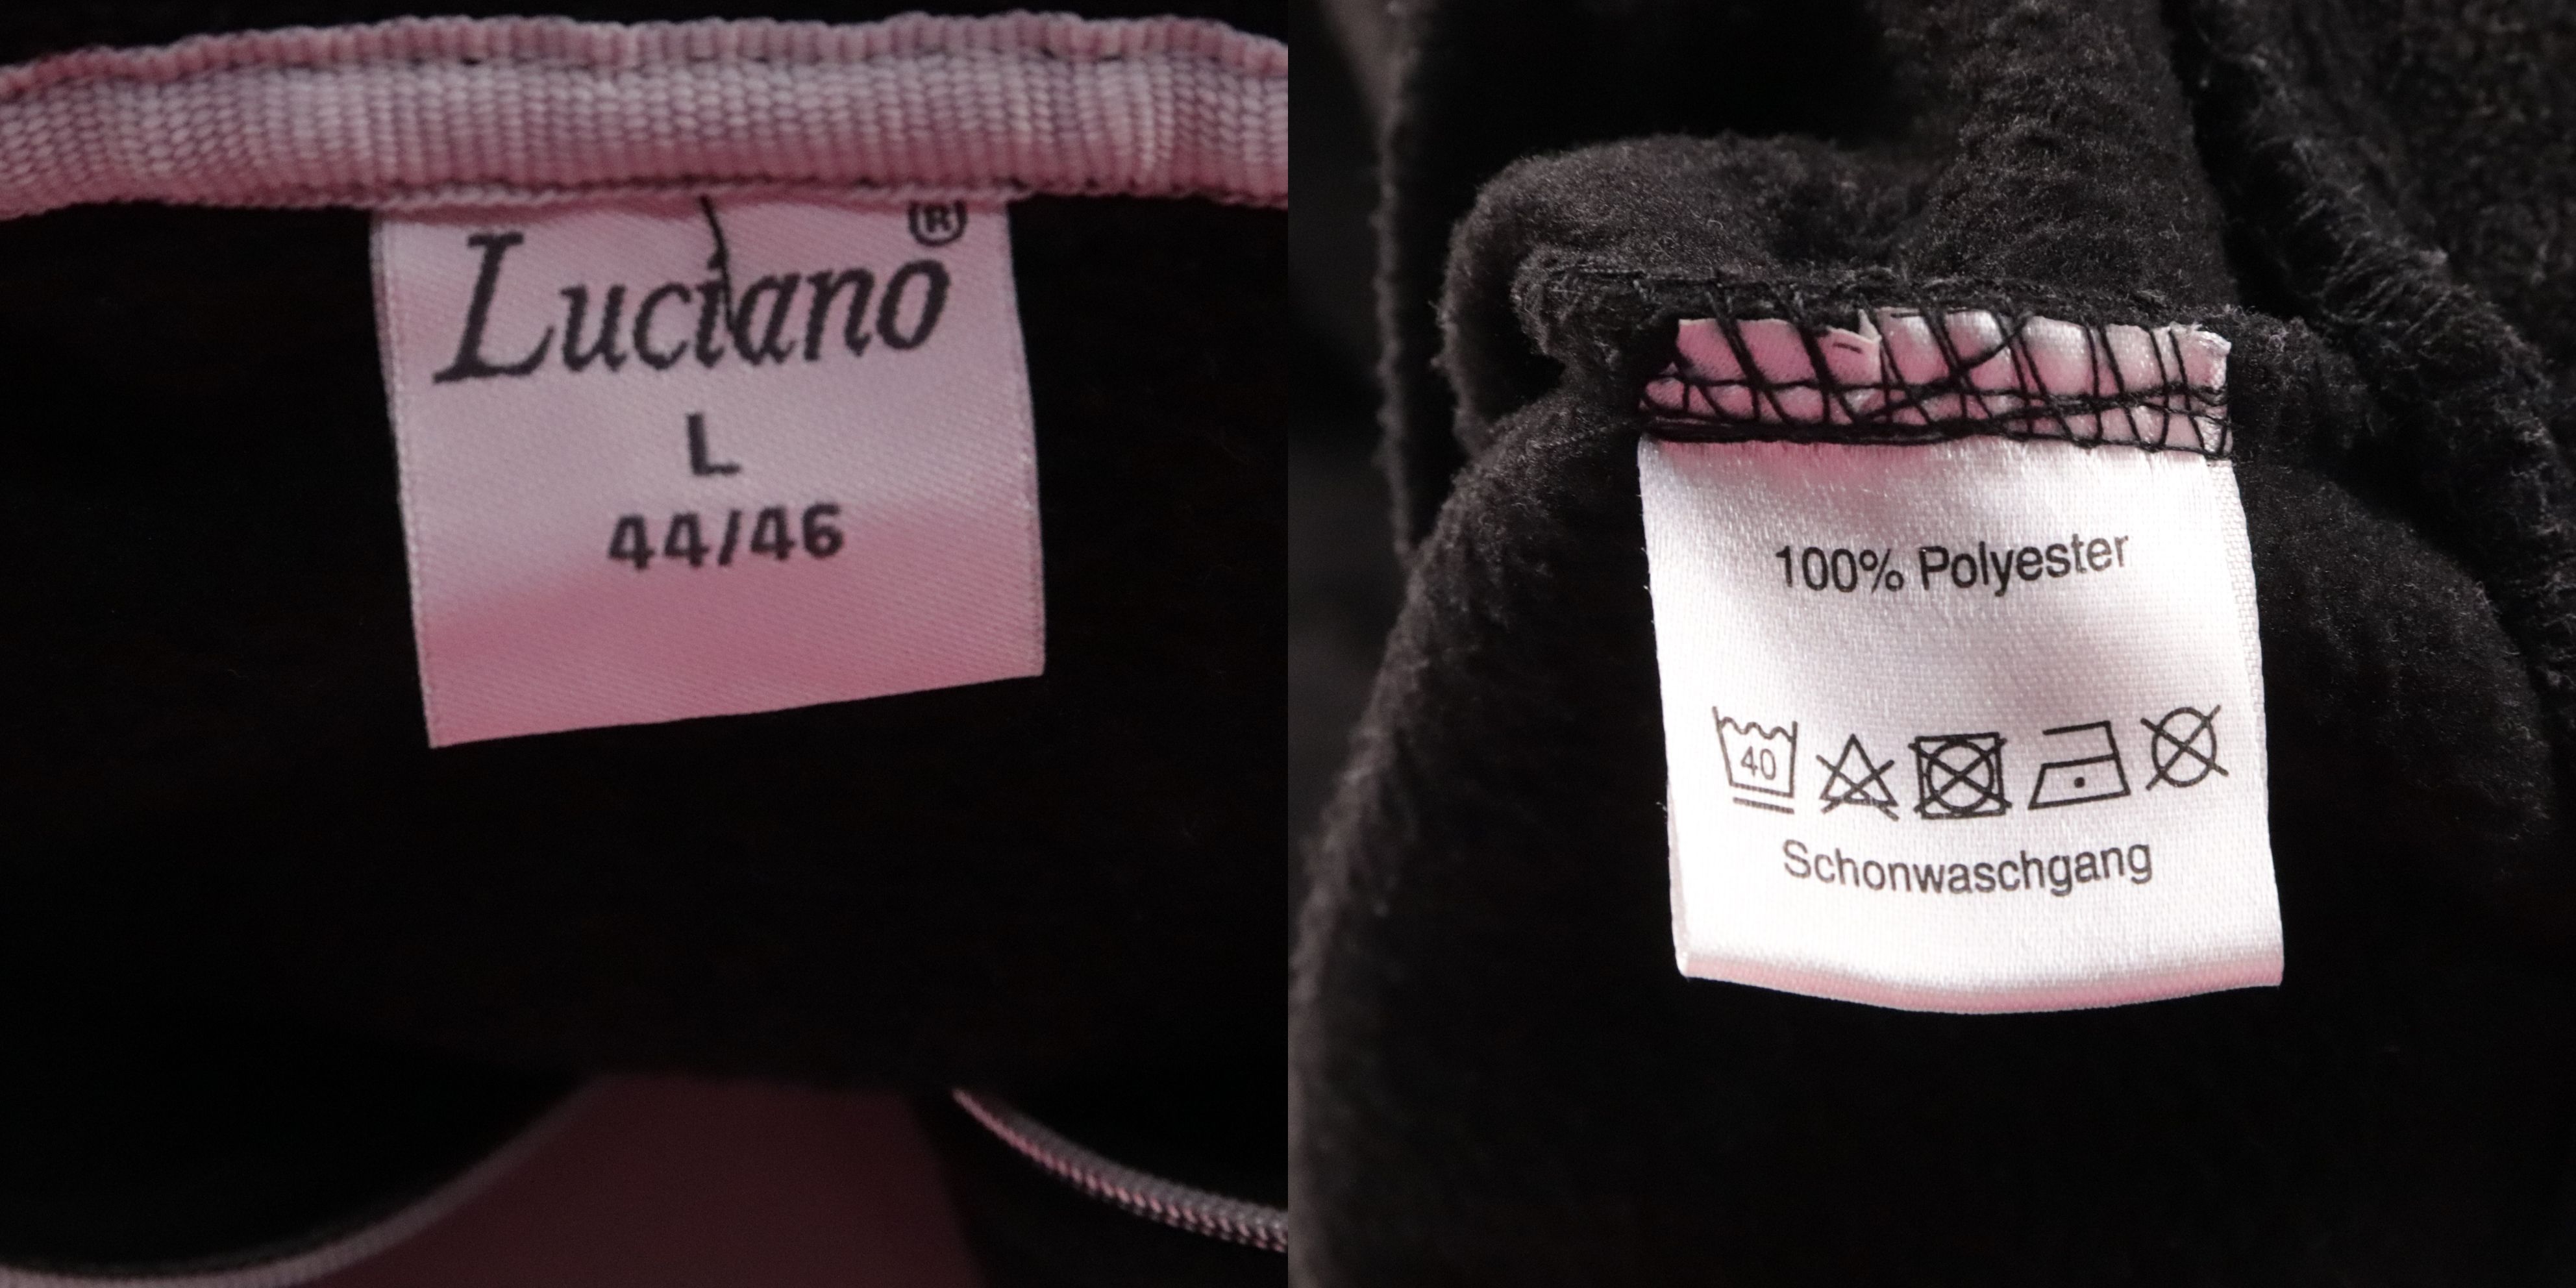 Luciano®
L
44/46
100% Polyester
40
Schonwaschgang